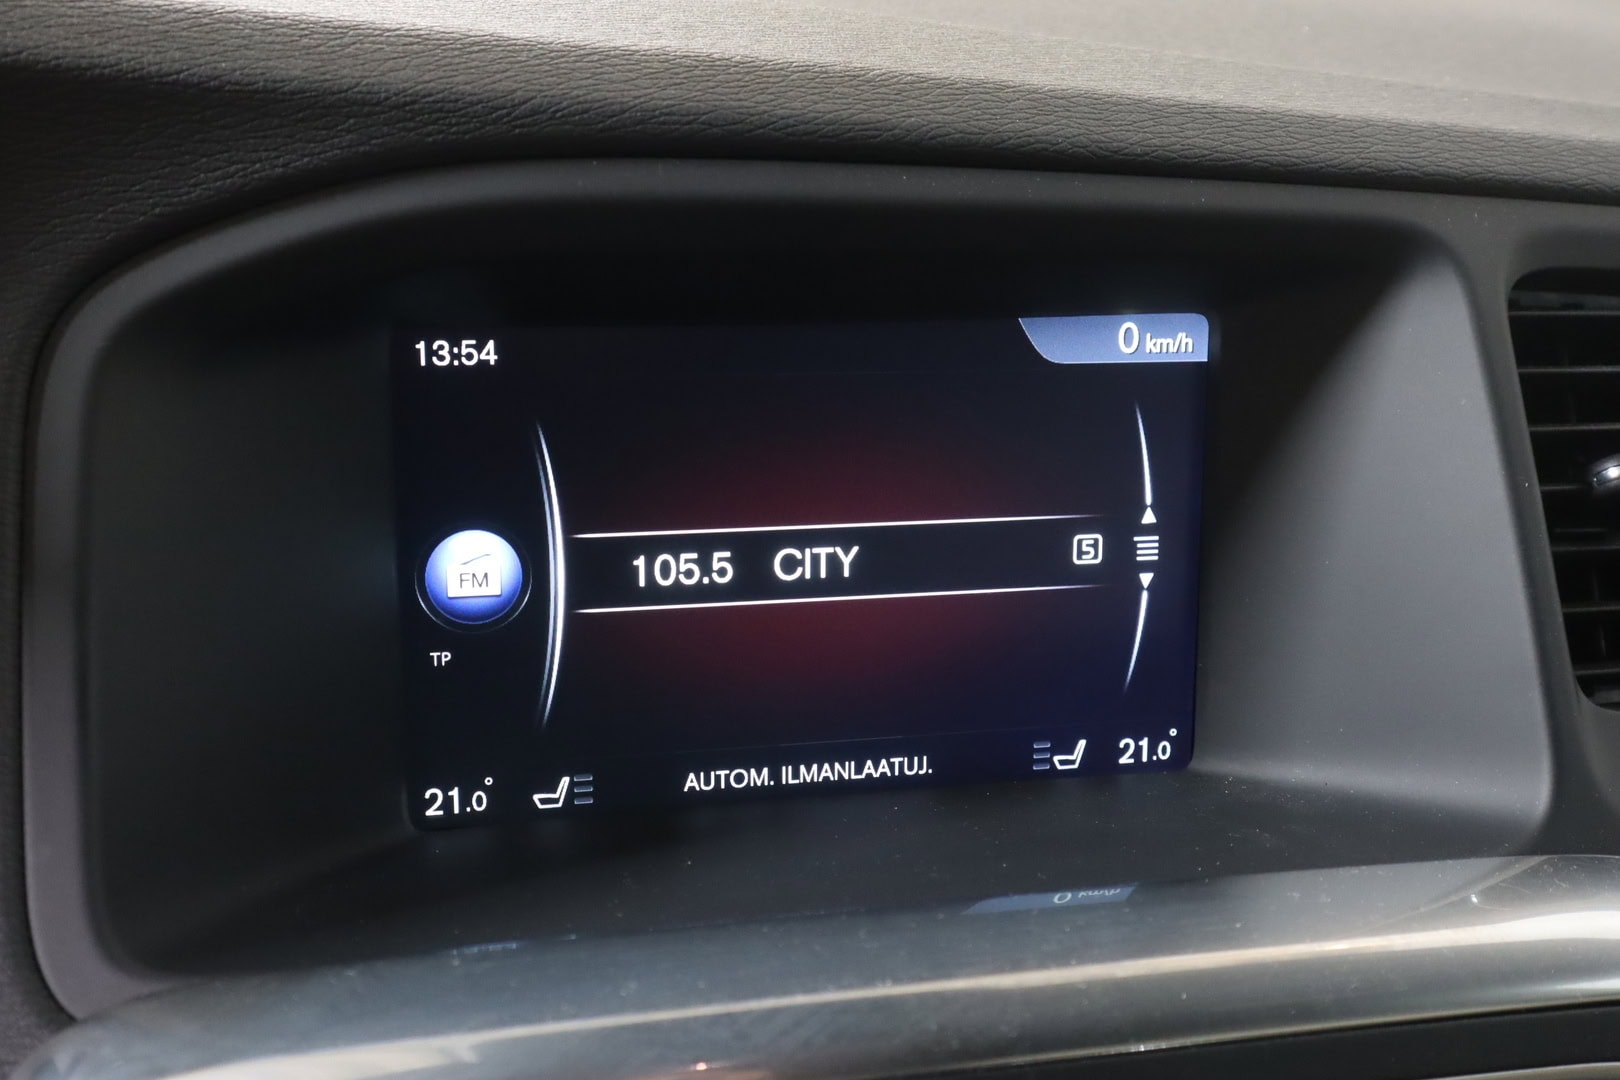 13:54
0 km/h
105.5 CITY 5
FM
TP
21.0°
AUTOM. ILMANLAATUJ.
21.0°